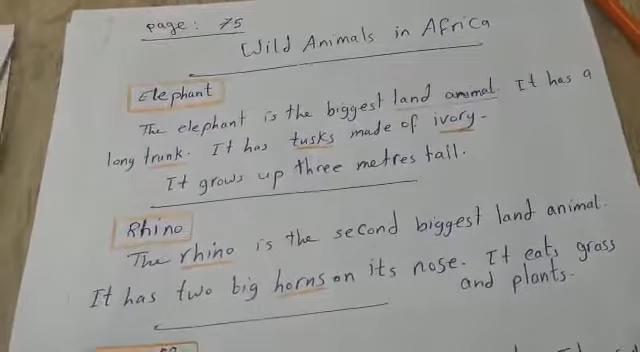 page: 75
Wild Animals in Africa
Elephant
The elephant is the biggest land animal. It has a
long trunk. It has tusks made of ivory.
It grows up three metres tall.
Rhino
The rhino is the second biggest land animal.
It has two big horns on its nose. It eats grass
and plants.